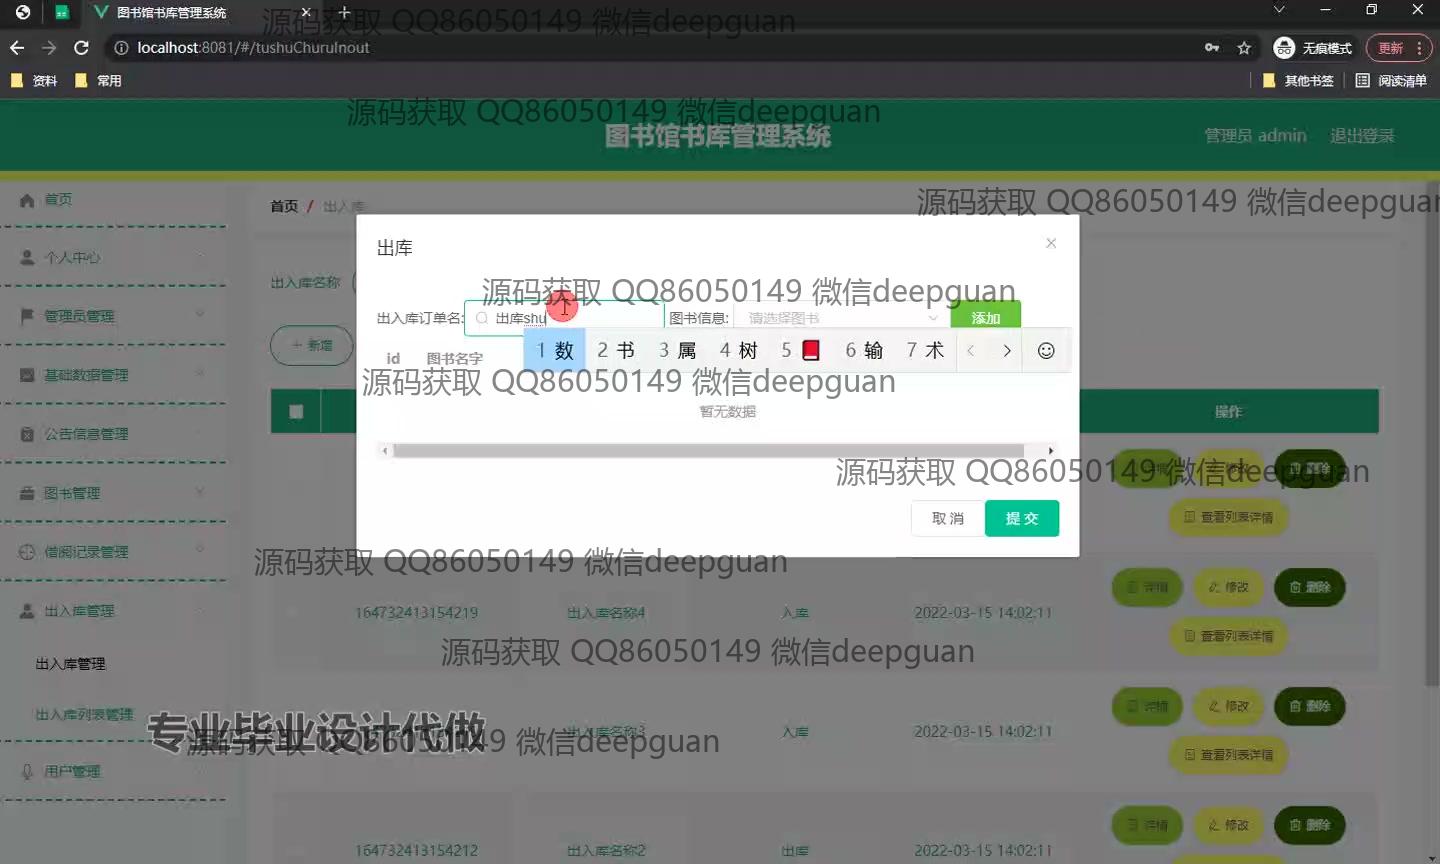 图书馆书库管理系统
源码获取 QQ86050149 微信deepguan
localhost:8081/#/tushuChuruInout
无痕模式
更新
资料
常用
其他书签
阅读清单
源码获取 QQ86050149 微信deepguan
图书馆书库管理系统
管理员 admin
退出登录
首页
源码获取 QQ86050149 微信deepguan
首页 / 出入库
个人中心
出库
出入库名称
源码获取 QQ86050149 微信deepguan
管理员管理
出入库订单名:
出库shu
图书信息:
请选择图书
添加
+ 新增
1 数 2 书 3 属 4 树 5 6 输 7 术
id 图书名字
基础数据管理
源码获取 QQ86050149 微信deepguan
暂无数据
操作
公告信息管理
源码获取 QQ86050149 微信deepguan
详情 修改 删除
图书管理
取 消
提 交
查看列表详情
借阅记录管理
源码获取 QQ86050149 微信deepguan
详情 修改 删除
出入库管理
164732413154219 出入库名称4 入库 2022-03-15 14:02:11
查看列表详情
源码获取 QQ86050149 微信deepguan
出入库管理
详情 修改 删除
出入库列表管理
专业毕业设计代做
出入库名称3 入库 2022-03-15 14:02:11
源码获取 QQ86050149 微信deepguan
查看列表详情
用户管理
详情 修改 删除
164732413154212 出入库名称2 出库 2022-03-15 14:02:11